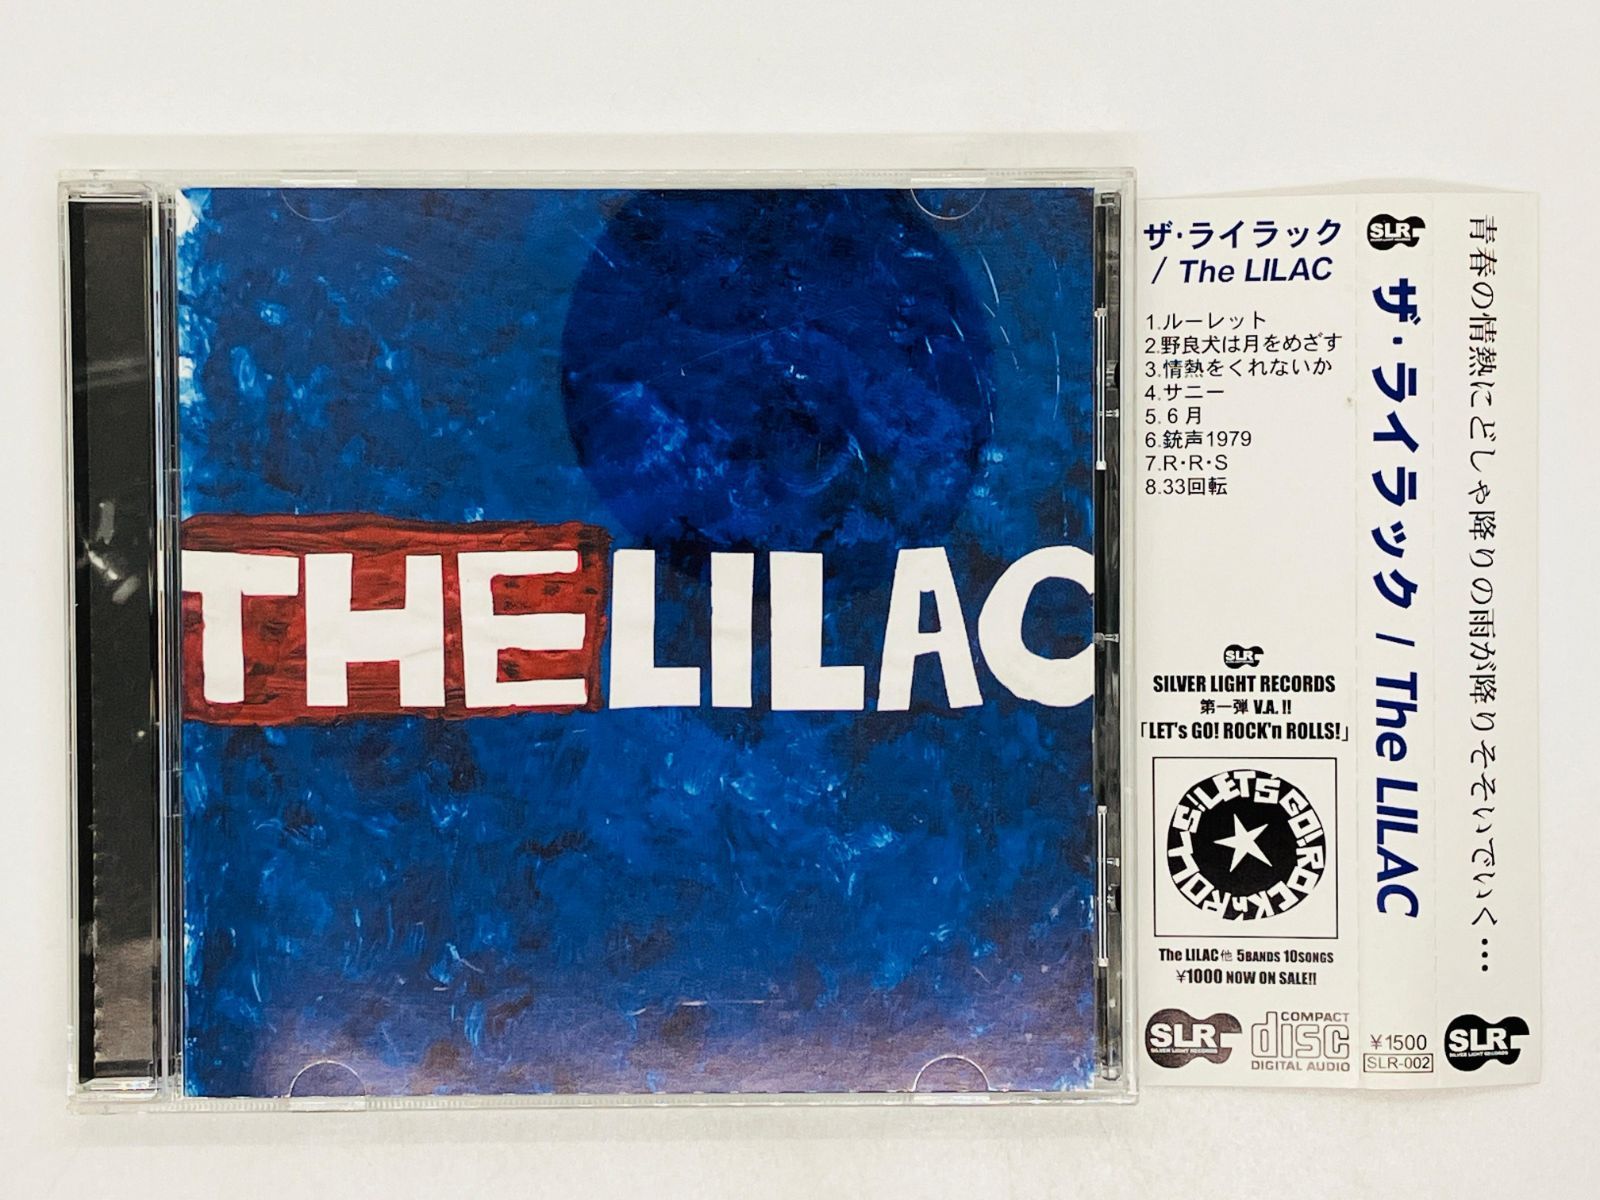 THE LILAC
ザ・ライラック
/ The LILAC
1.ルーレット
2.野良犬は月をめざす
3.情熱をくれないか
4.サニー
5.6月
6.銃声1979
7.R・R・S
8.33回転
SLR
SILVER LIGHT RECORDS
第一弾 V.A.!!
「LET's GO! ROCK'n ROLLS!」
LET'S GO! ROCK'n'ROLLS!
The LILAC他 5BANDS 10SONGS
¥1000 NOW ON SALE!!
SLR
SILVER LIGHT RECORDS
COMPACT
disc
DIGITAL AUDIO
SLR
SILVER LIGHT RECORDS
ザ・ライラック / The LILAC
¥1500
SLR-002
青春の情熱にどしゃ降りの雨が降りそそいでいく…
SLR
SILVER LIGHT RECORDS